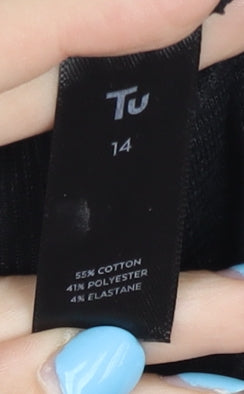 Tu
14
55% COTTON
41% POLYESTER
4% ELASTANE